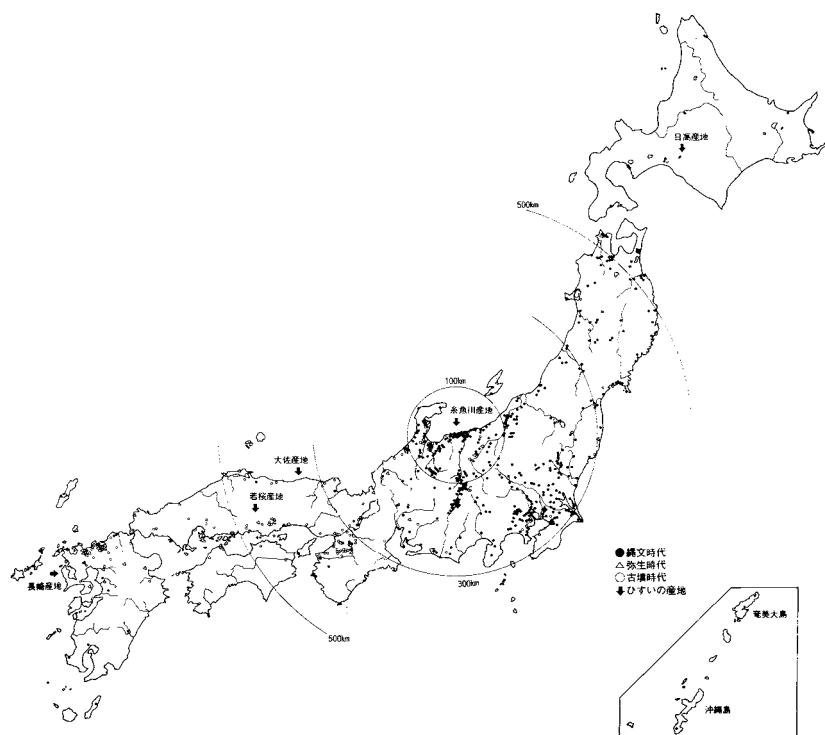 日高産地
500km
100km
糸魚川産地
大佐産地
若桜産地
長崎産地
300km
500km
●縄文時代
△弥生時代
○古墳時代
⬇ひすいの産地
奄美大島
沖縄島